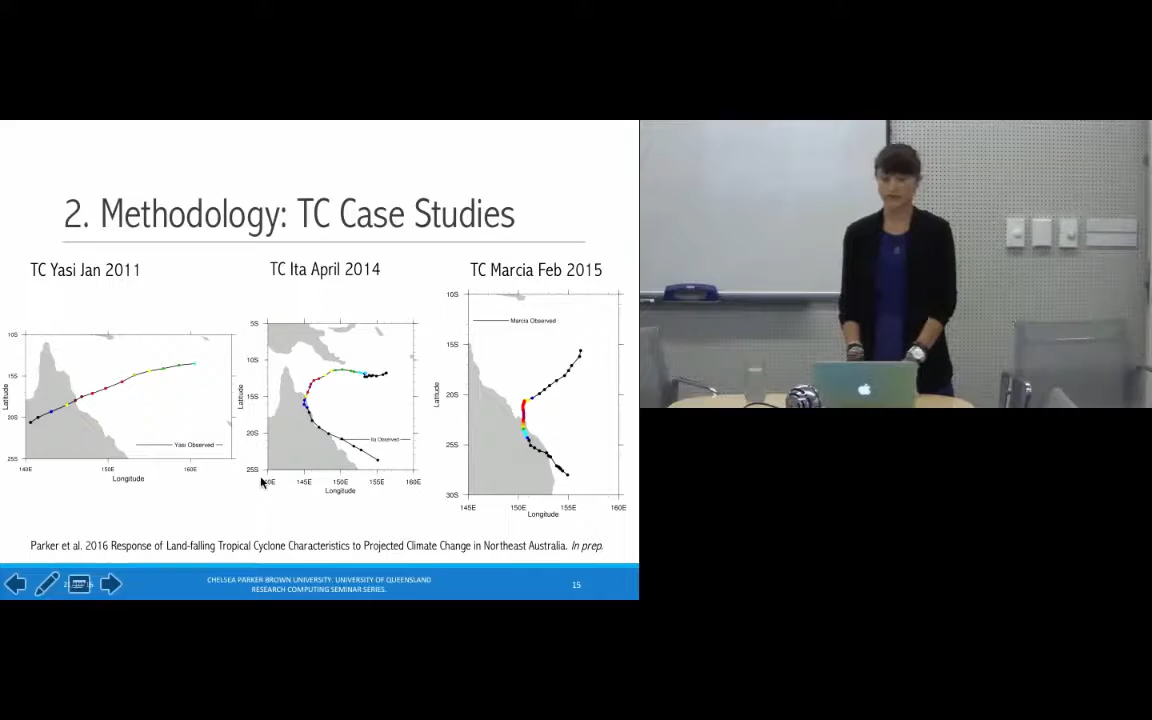 2. Methodology: TC Case Studies
TC Yasi Jan 2011
TC Ita April 2014
TC Marcia Feb 2015
10S
15S
20S
25S
Latitude
Yasi Observed
150E
160E
Longitude
5S
10S
15S
20S
25S
Latitude
Ita Observed
145E
150E
155E
160E
Longitude
10S
15S
20S
25S
30S
Latitude
Marcia Observed
145E
150E
155E
160E
Longitude
Parker et al. 2016 Response of Land-falling Tropical Cyclone Characteristics to Projected Climate Change in Northeast Australia. In prep.
CHELSEA PARKER-BROWN UNIVERSITY. UNIVERSITY OF QUEENSLAND
RESEARCH COMPUTING SEMINAR SERIES.
15